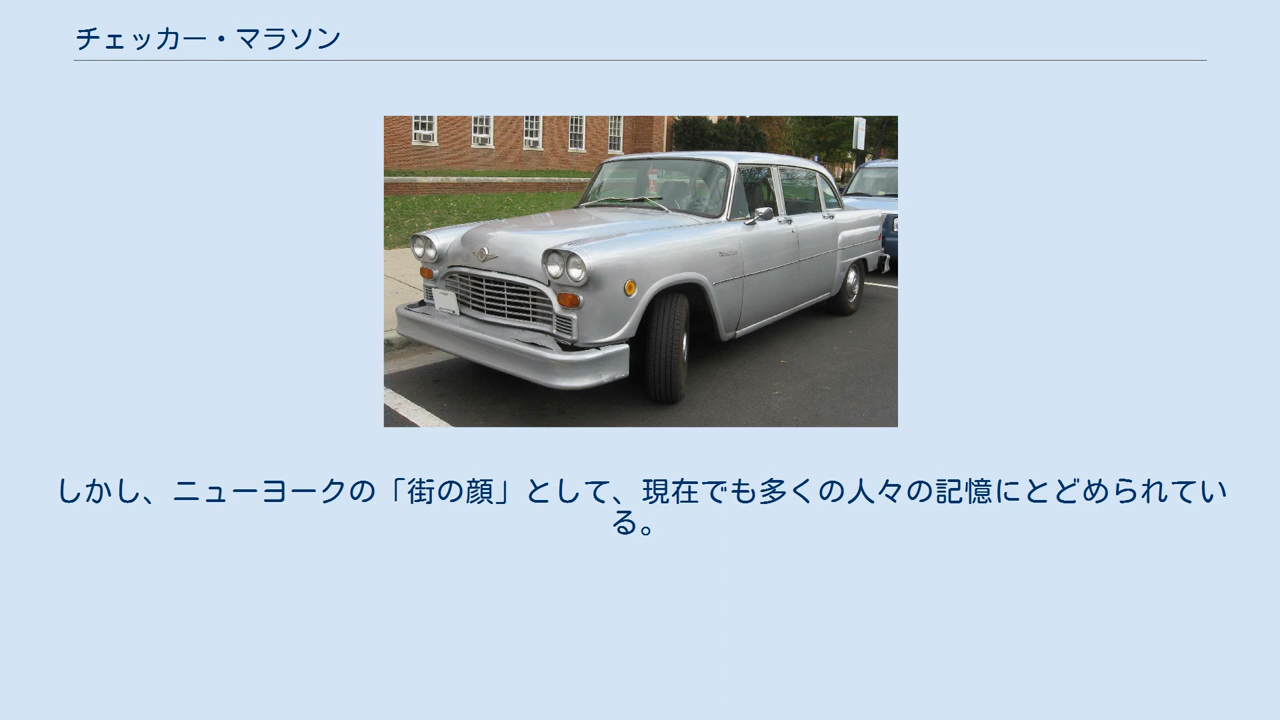 チェッカー・マラソン
しかし、ニューヨークの「街の顔」として、現在でも多くの人々の記憶にとどめられてい
る。